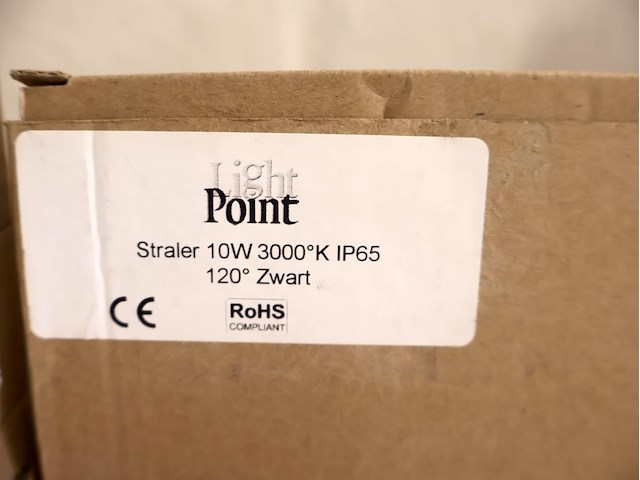 Light
Point
Straler 10W 3000°K IP65
120° Zwart
CE
RoHS
COMPLIANT